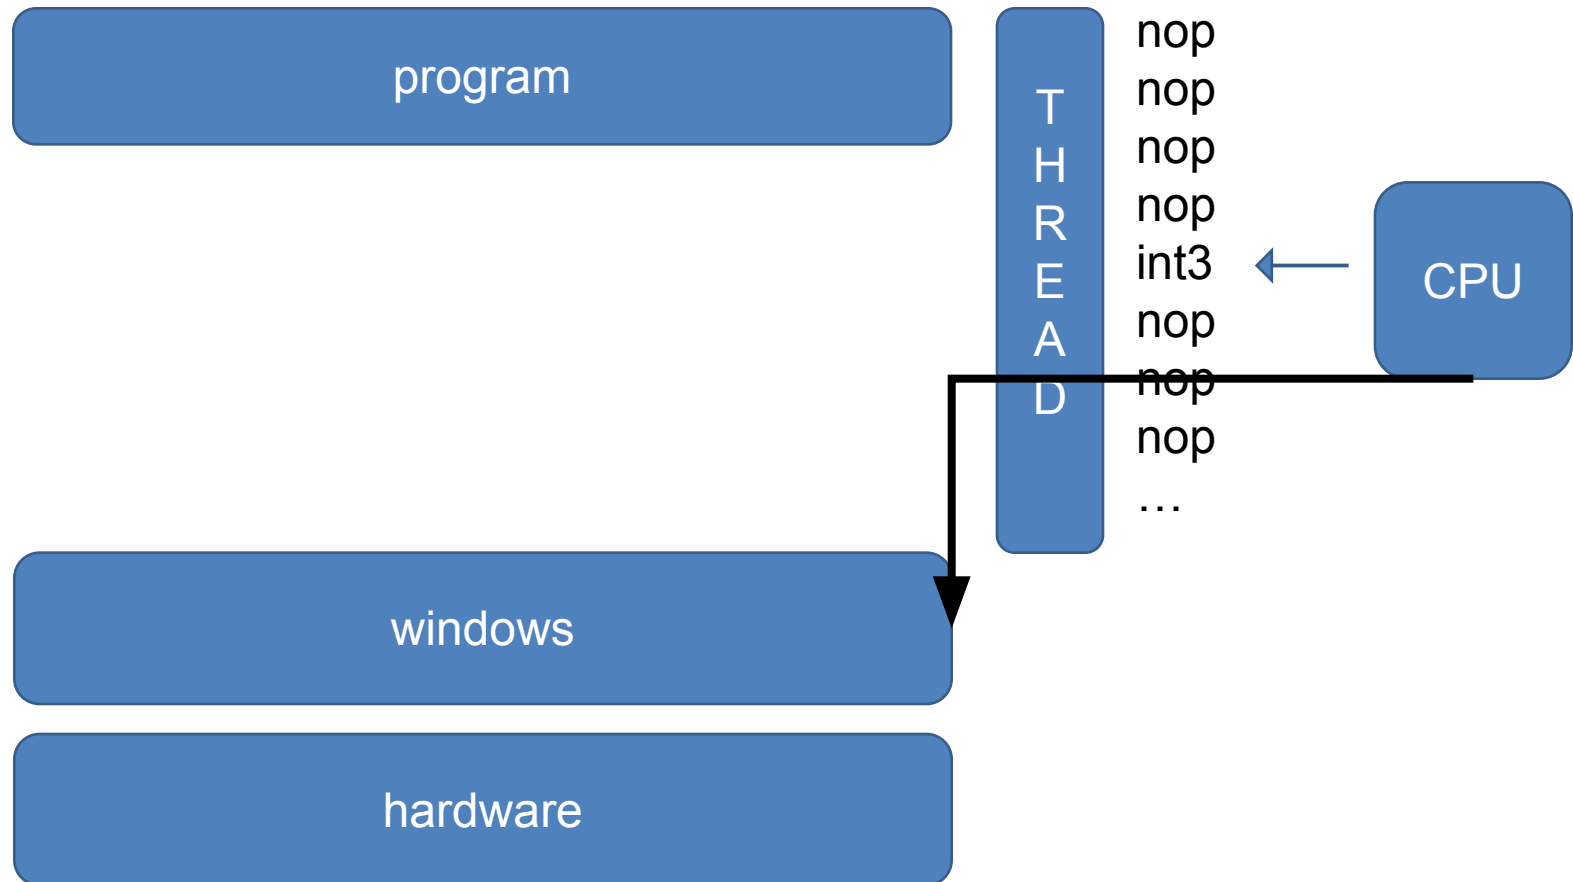 program
THREAD
nop
nop
nop
nop
int3
nop
nop
nop
…
CPU
windows
hardware